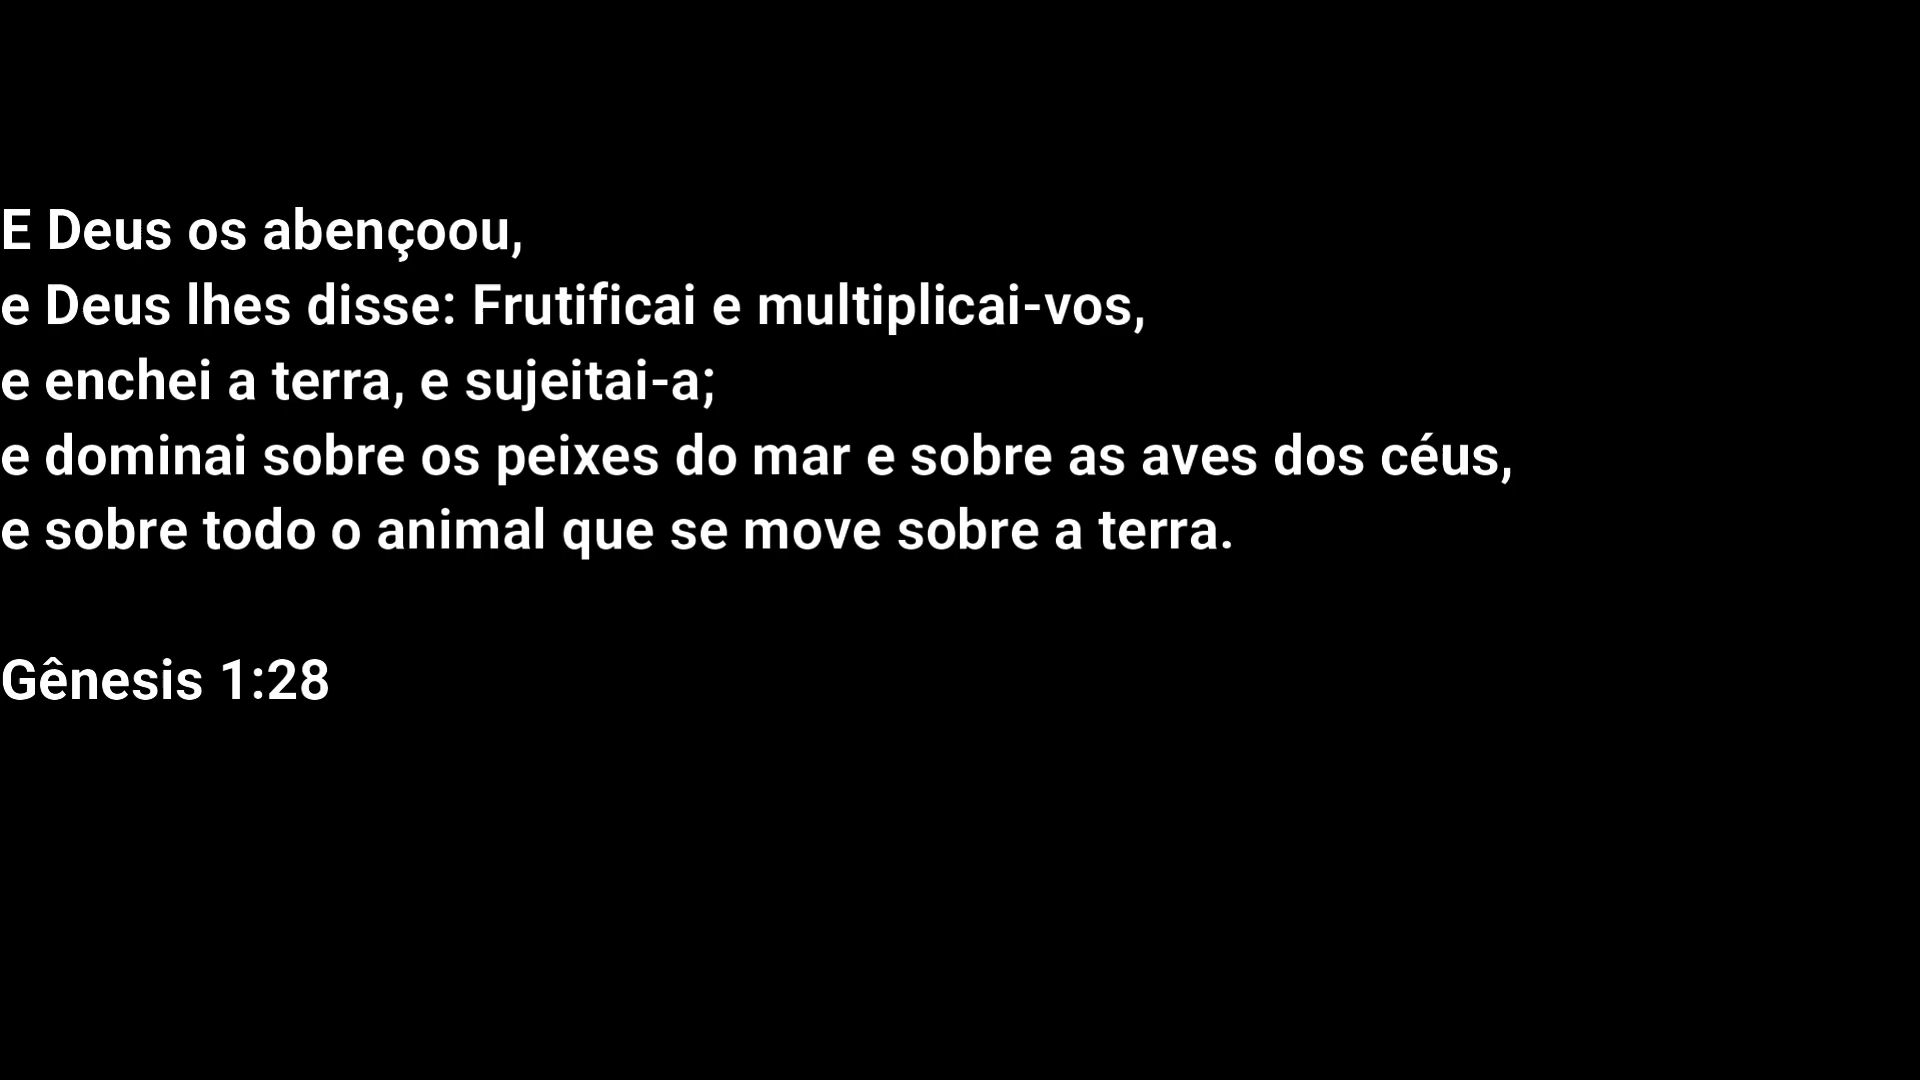 E Deus os abençoou,
e Deus lhes disse: Frutificai e multiplicai-vos,
e enchei a terra, e sujeitai-a;
e dominai sobre os peixes do mar e sobre as aves dos céus,
e sobre todo o animal que se move sobre a terra.
Gênesis 1:28